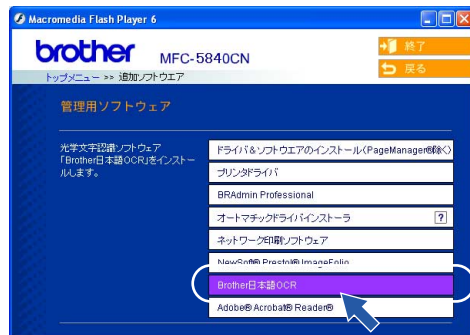 Macromedia Flash Player 6
brother MFC-5840CN
終了
戻る
トップメニュー >> 追加ソフトウエア
管理用ソフトウェア
光学文字認識ソフトウェア
「Brother日本語OCR」をインストー
ルします。
ドライバ&ソフトウエアのインストール(PageManager®除く)
プリンタドライバ
BRAdmin Professional
オートマチックドライバインストーラ ?
ネットワーク印刷ソフトウェア
NewSoft® Presto!® ImageFolio
Brother日本語OCR
Adobe® Acrobat® Reader®